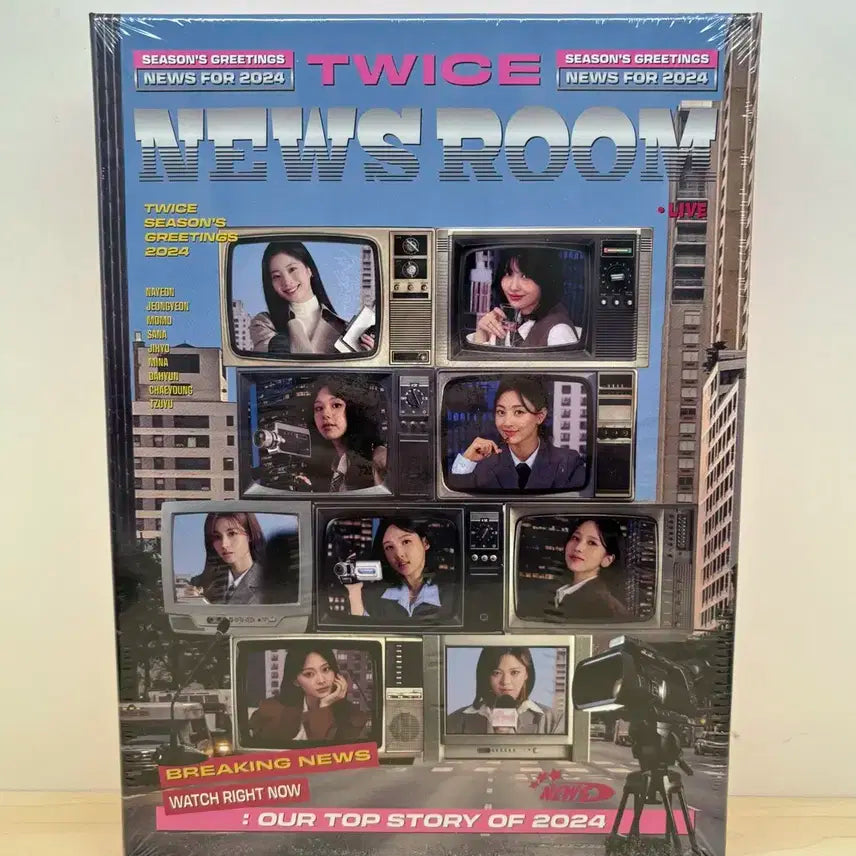 SEASON'S GREETINGS
NEWS FOR 2024
TWICE
SEASON'S GREETINGS
NEWS FOR 2024
NEWS ROOM
TWICE
SEASON'S
GREETINGS
2024
• LIVE
NAYEON
JEONGYEON
MOMO
SANA
JIHYO
MINA
DAHYUN
CHAEYOUNG
TZUYU
BREAKING NEWS
WATCH RIGHT NOW
NEWS
: OUR TOP STORY OF 2024